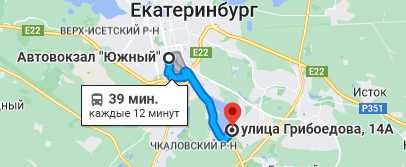 Екатеринбург
ВЕРХ-ИСЕТСКИЙ Р-Н
E22
Автовокзал "Южный"
E22
39 мин.
каждые 12 минут
Исток
P351
улица Грибоедова, 14А
ЧКАЛОВСКИЙ Р-Н